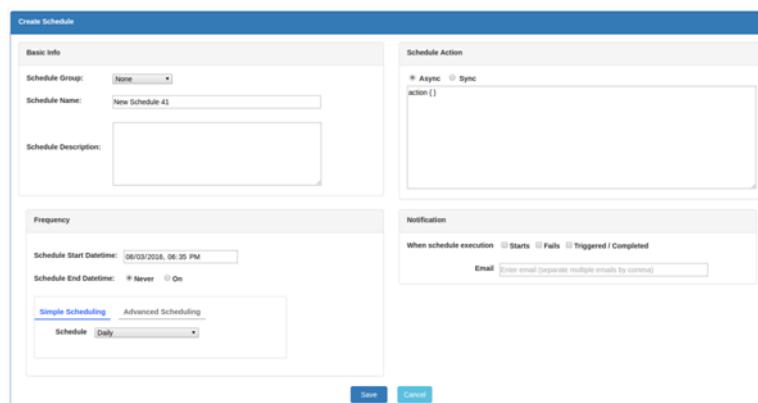 Create Schedule
Basic Info
Schedule Group: None
Schedule Name: New Schedule 41
Schedule Description:
Schedule Action
Async Sync
action { }
Frequency
Schedule Start Datetime: 06/03/2016, 06:35 PM
Schedule End Datetime: Never On
Simple Scheduling Advanced Scheduling
Schedule Daily
Notification
When schedule execution Starts Fails Triggered / Completed
Email Enter email (separate multiple emails by comma)
Save Cancel